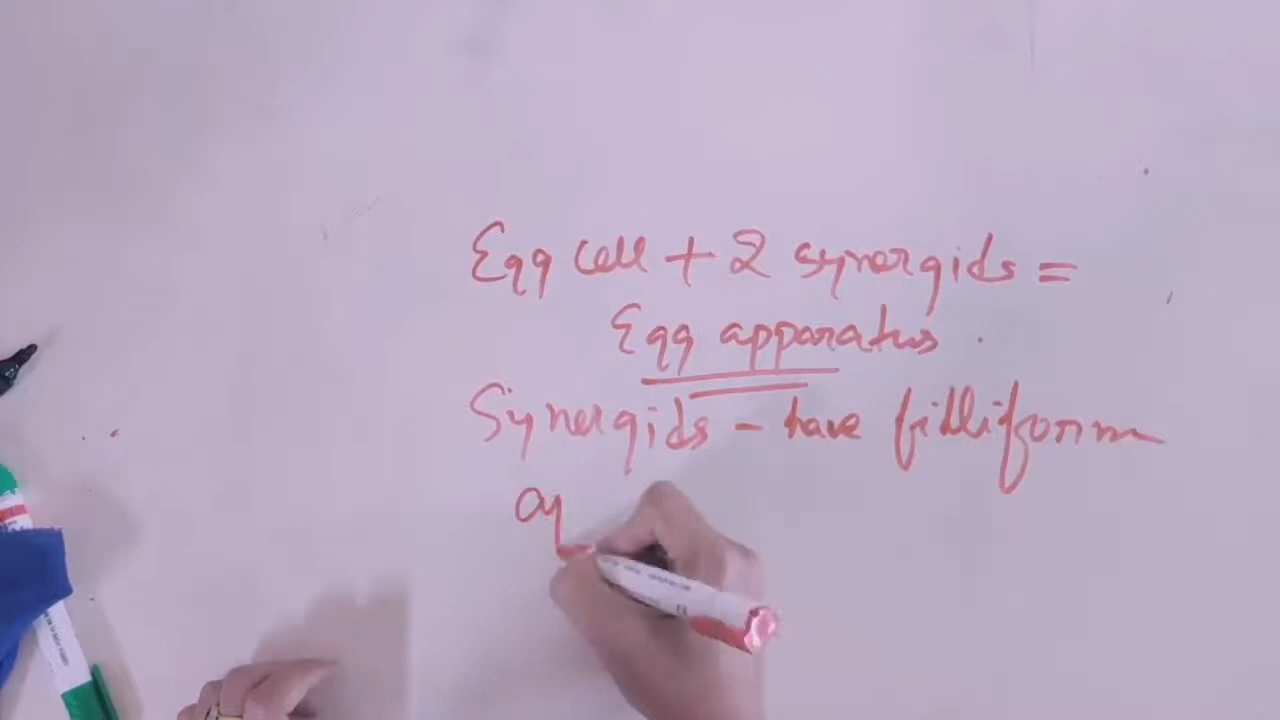 Egg cell + 2 synergids =
Egg apparatus.
Synergids - have filliform